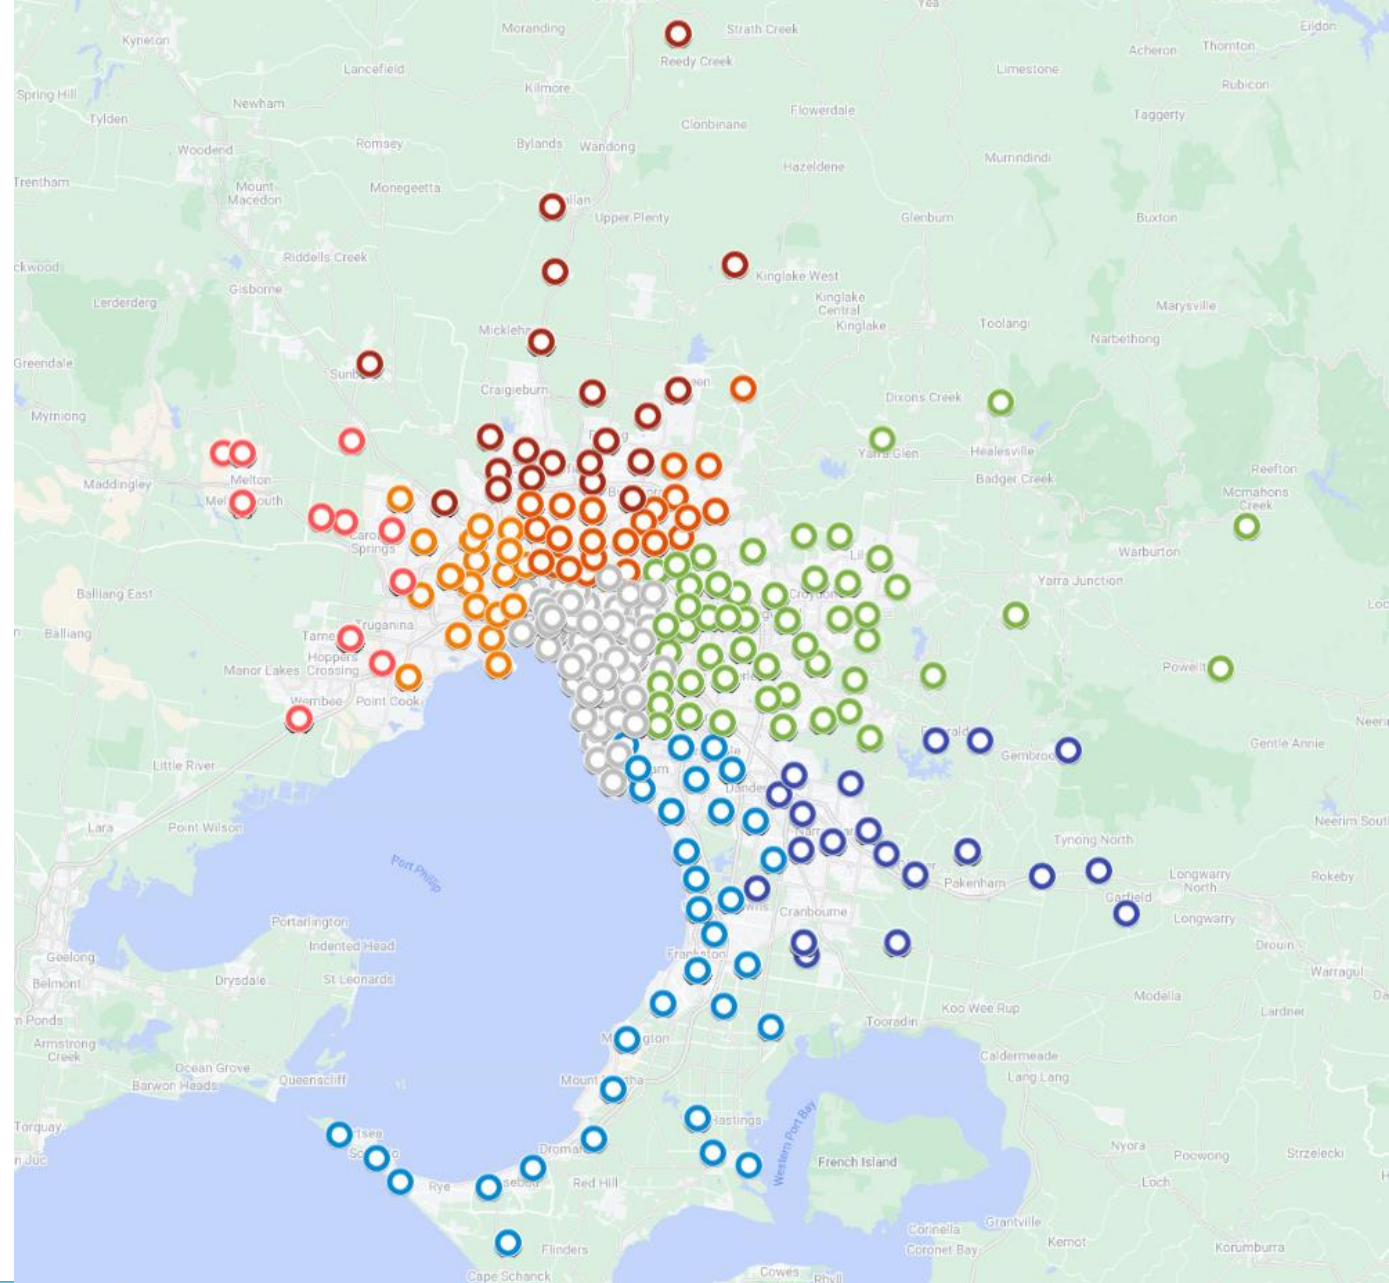 Yea
Kyneton
Moranding
Strath Creek
Eildon
Acheron
Thornton
Reedy Creek
Lancefield
Limestone
Rubicon
Kilmore
Spring Hill
Newham
Flowerdale
Taggerty
Tylden
Clonbinane
Romsey
Bylands
Wandong
Woodend
Murrindindi
Hazeldene
Trentham
Mount
Macedon
Monegeetta
Upper Plenty
Glenburn
Buxton
Riddells Creek
Kinglake West
Gisborne
Kinglake
Central
Lerderderg
Marysville
Kinglake
Toolangi
Narbethong
Greendale
Craigieburn
Dixons Creek
Myrniong
Yarra Glen
Healesville
Badger Creek
Reefton
Maddingley
Melton
Mcmahons
Creek
Caroline
Springs
Warburton
Yarra Junction
Balliang East
Croydon
Balliang
Truganina
Hoppers
Crossing
Manor Lakes
Werribee
Point Cook
Little River
Gentle Annie
Gembrook
Lara
Point Wilson
Neerim South
Tynong North
Port Phillip
Longwarry
North
Rokeby
Pakenham
Garfield
Longwarry
Cranbourne
Portarlington
Indented Head
Drouin
Geelong
Frankston
Warragul
Belmont
Drysdale
St Leonards
Modella
Koo Wee Rup
Lardner
Tooradin
Armstrong
Creek
Ocean Grove
Caldermeade
Barwon Heads
Queenscliff
Lang Lang
Torquay
Hastings
Western Port Bay
Nyora
Poowong
Strzelecki
French Island
Rye
Red Hill
Loch
Grantville
Corinella
Coronet Bay
Kernot
Korumburra
Flinders
Cape Schanck
Cowes
Rhyll